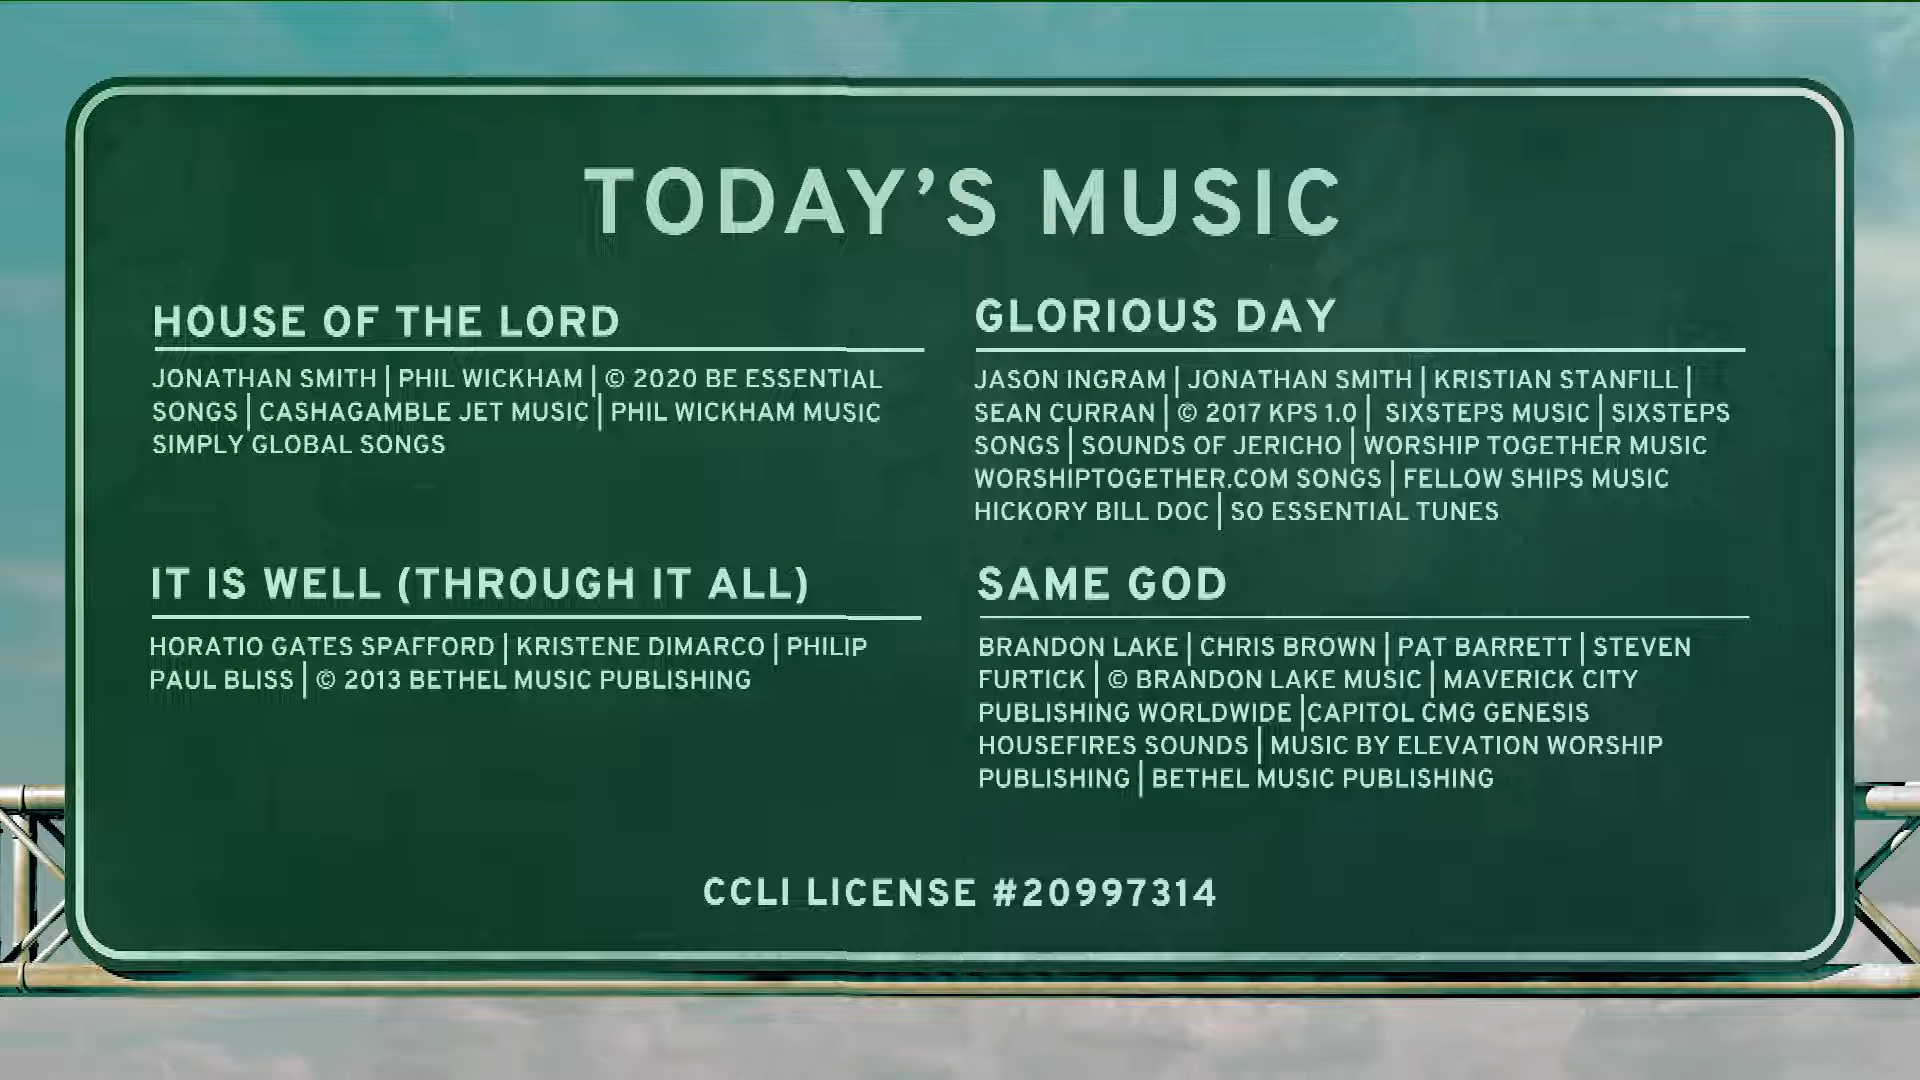 TODAY'S MUSIC
HOUSE OF THE LORD
JONATHAN SMITH | PHIL WICKHAM | © 2020 BE ESSENTIAL
SONGS | CASHAGAMBLE JET MUSIC | PHIL WICKHAM MUSIC
SIMPLY GLOBAL SONGS
GLORIOUS DAY
JASON INGRAM | JONATHAN SMITH | KRISTIAN STANFILL |
SEAN CURRAN | © 2017 KPS 1.0 | SIXSTEPS MUSIC | SIXSTEPS
SONGS | SOUNDS OF JERICHO | WORSHIP TOGETHER MUSIC
WORSHIPTOGETHER.COM SONGS | FELLOW SHIPS MUSIC
HICKORY BILL DOC | SO ESSENTIAL TUNES
IT IS WELL (THROUGH IT ALL)
HORATIO GATES SPAFFORD | KRISTENE DIMARCO | PHILIP
PAUL BLISS | © 2013 BETHEL MUSIC PUBLISHING
SAME GOD
BRANDON LAKE | CHRIS BROWN | PAT BARRETT | STEVEN
FURTICK | © BRANDON LAKE MUSIC | MAVERICK CITY
PUBLISHING WORLDWIDE |CAPITOL CMG GENESIS
HOUSEFIRES SOUNDS | MUSIC BY ELEVATION WORSHIP
PUBLISHING | BETHEL MUSIC PUBLISHING
CCLI LICENSE #20997314